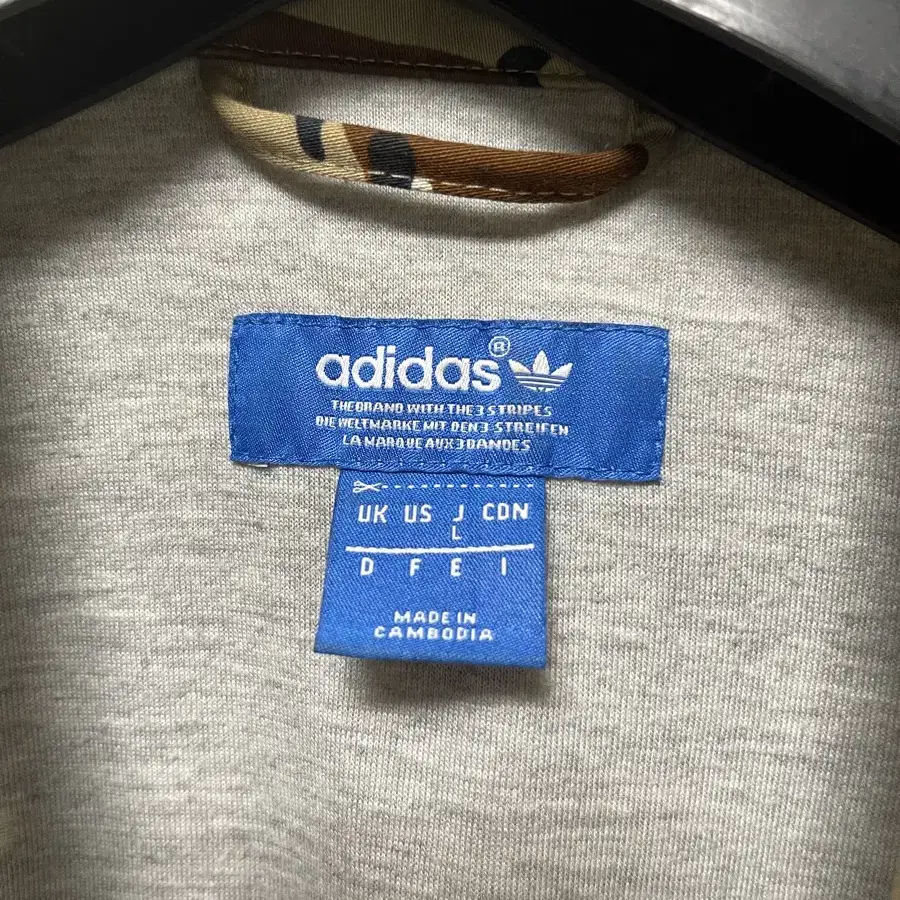 adidas®
THE BRAND WITH THE 3 STRIPES
DIE WELTMARKE MIT DEN 3 STREIFEN
LA MARQUE AUX 3 BANDES
UK US J CDN
L
D F E I
MADE IN
CAMBODIA